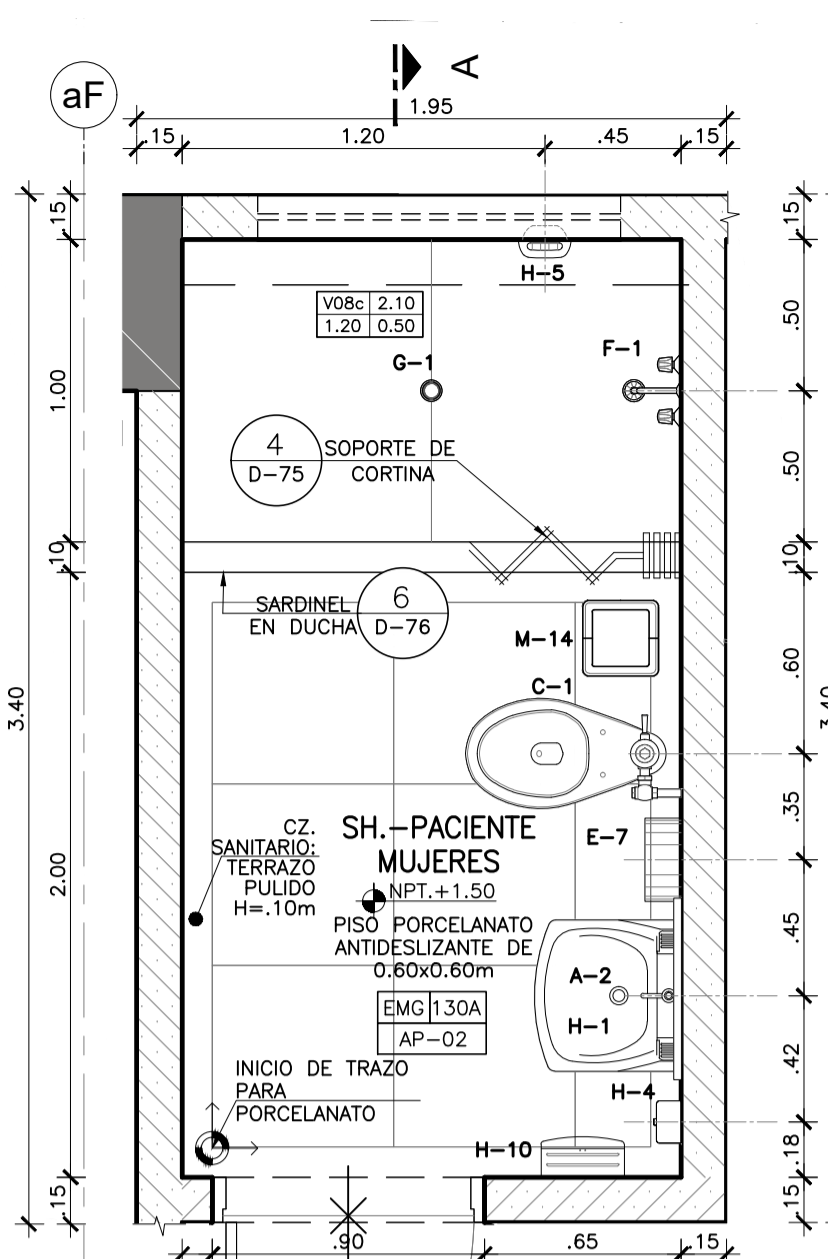 aF
A
1.95
.15
1.20
.45
.15
.15
.15
H-5
V08c 2.10
1.20 0.50
.50
G-1
F-1
1.00
4
D-75
SOPORTE DE
CORTINA
.50
.10
.10
SARDINEL
EN DUCHA
6
D-76
M-14
.60
3.40
3.40
C-1
.35
CZ.
SANITARIO:
TERRAZO
PULIDO
H=.10m
SH.-PACIENTE
MUJERES
E-7
2.00
NPT.+1.50
PISO PORCELANATO
ANTIDESLIZANTE DE
0.60x0.60m
.45
A-2
H-1
EMG 130A
AP-02
.42
INICIO DE TRAZO
PARA
PORCELANATO
H-4
H-10
.18
.15
.15
.90
.65
.15